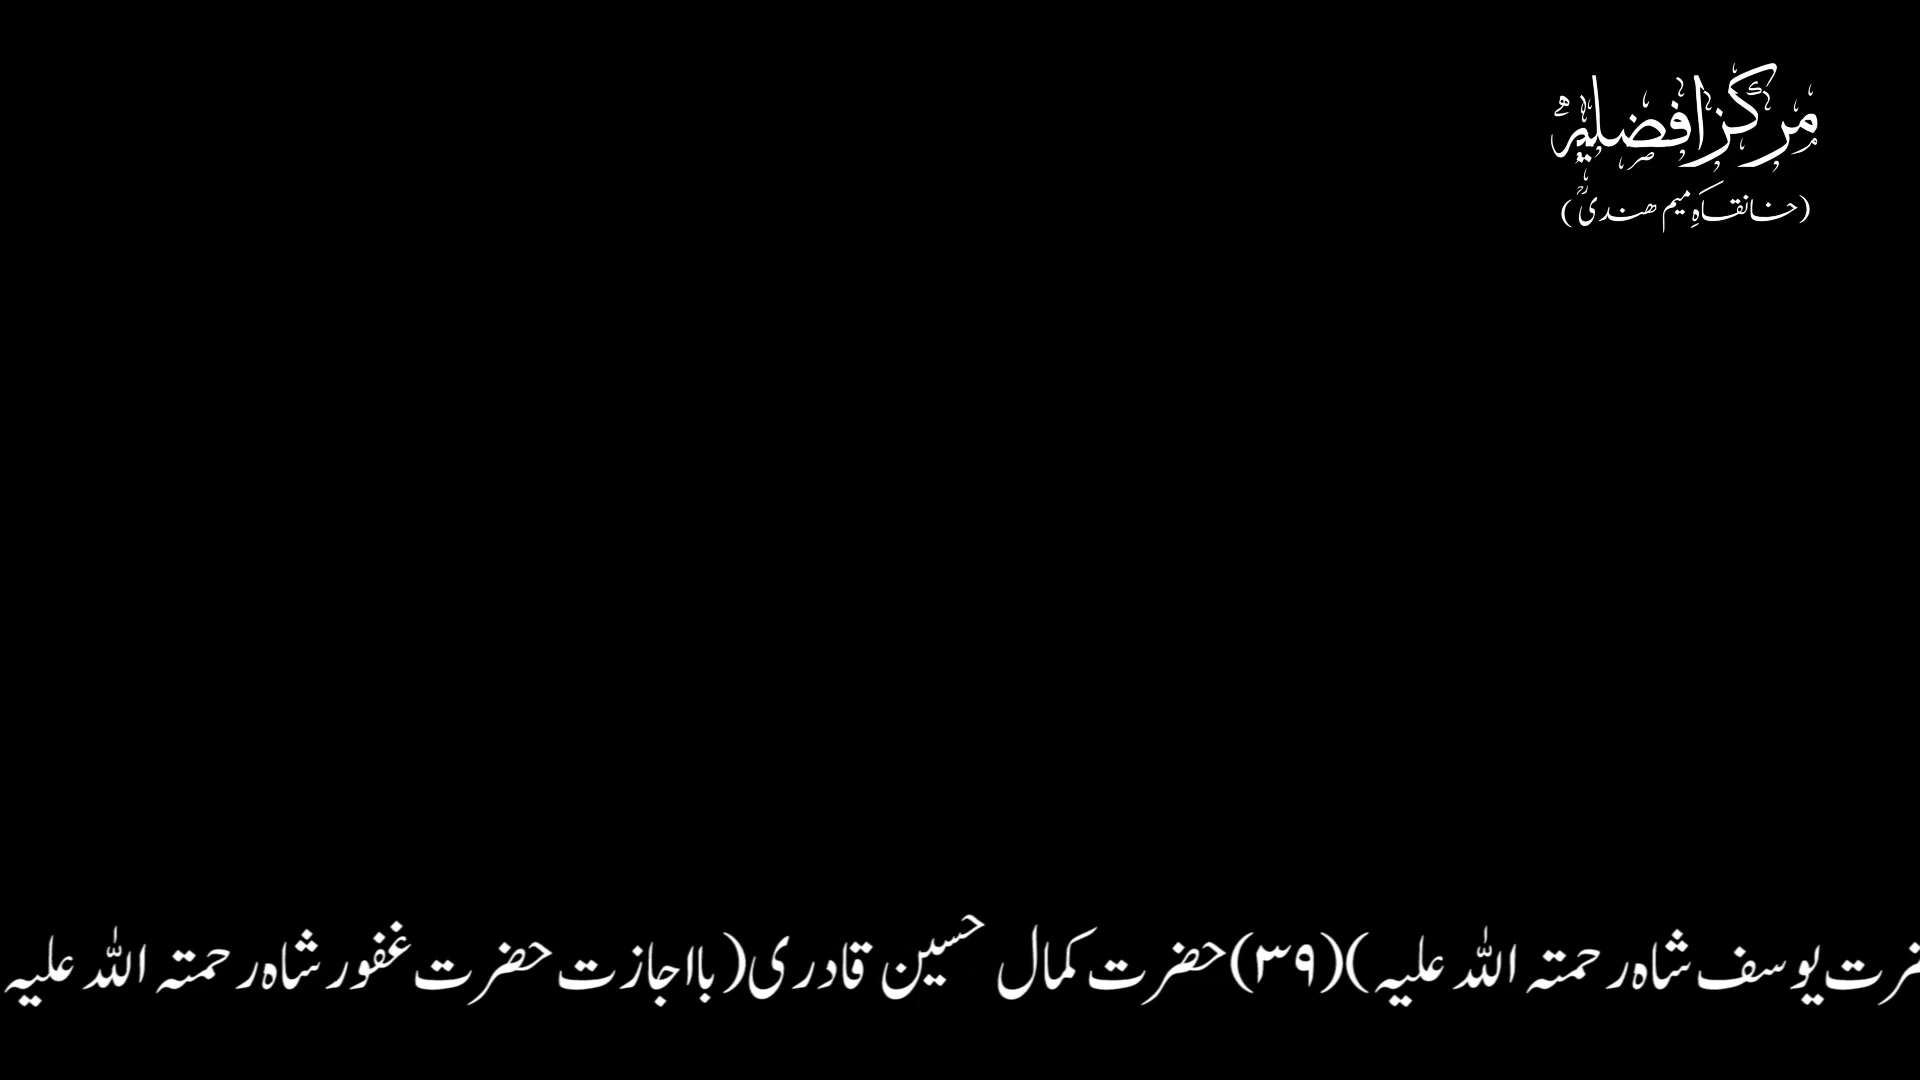 مرکز افضلیہ
(خانقاہِ میم ھندیؒ)
یوسف شاہ رحمتہ اللہ علیہ)(۳۹)حضرت کمال حسین قادری(بااجازت حضرت غفور شاہ رحمتہ اللہ علیہ